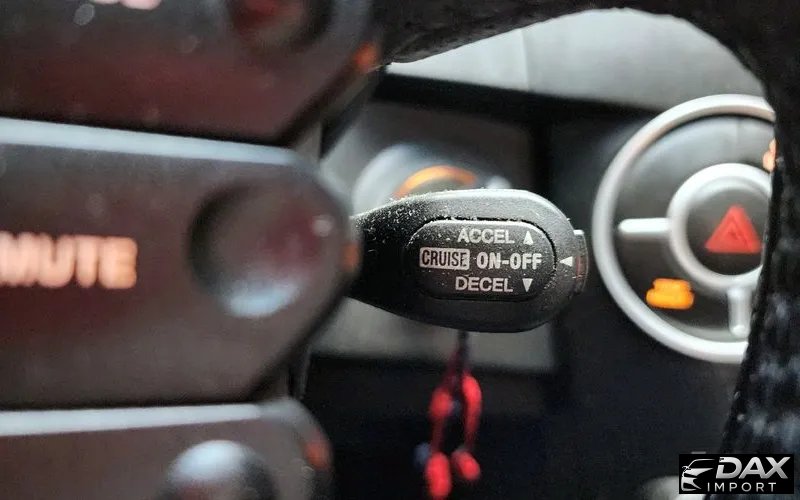 MUTE
ACCEL ▲
CRUISE ON-OFF ◄
DECEL ▼
DAX
IMPORT